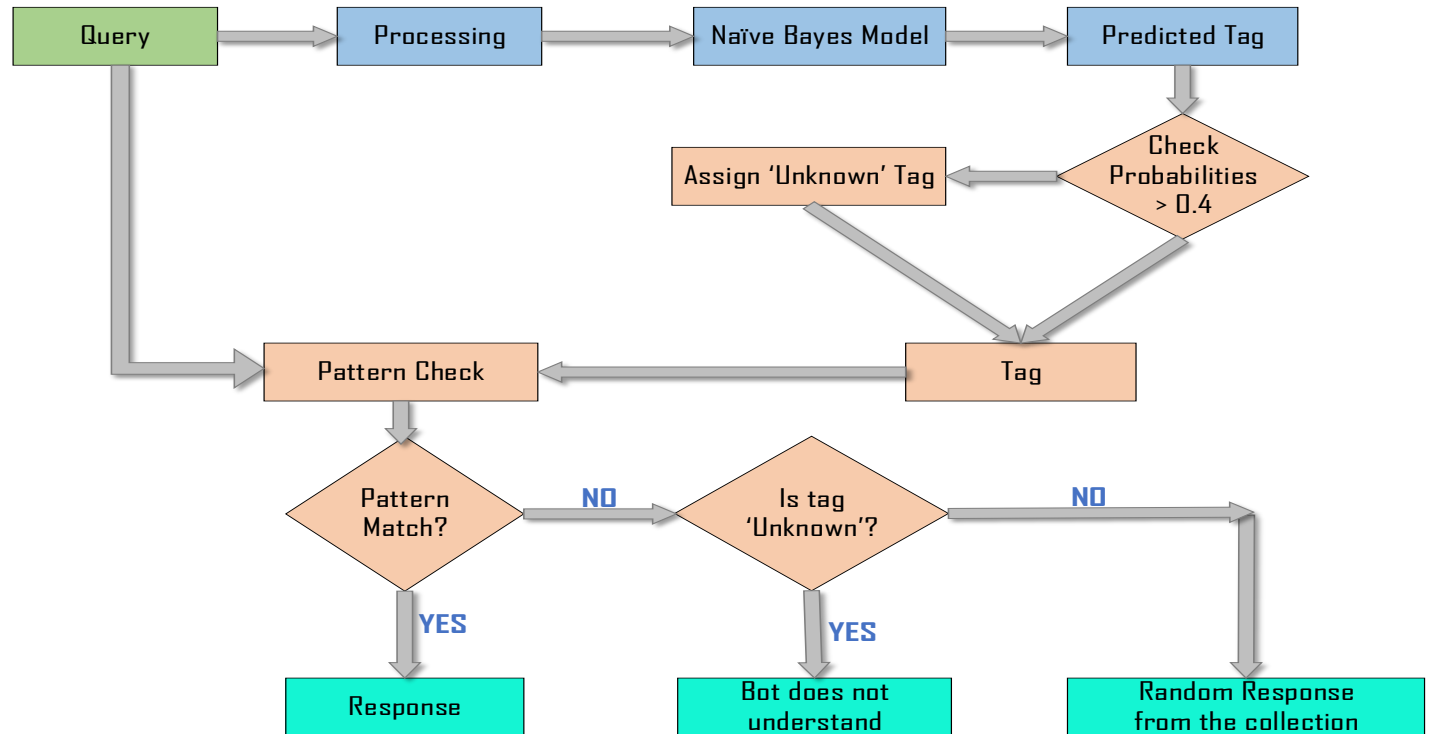 Query
Processing
Naïve Bayes Model
Predicted Tag
Check
Probabilities
> 0.4
Assign ‘Unknown’ Tag
Pattern Check
Tag
Pattern
Match?
NO
Is tag
‘Unknown’?
NO
YES
YES
Response
Bot does not
understand
Random Response
from the collection